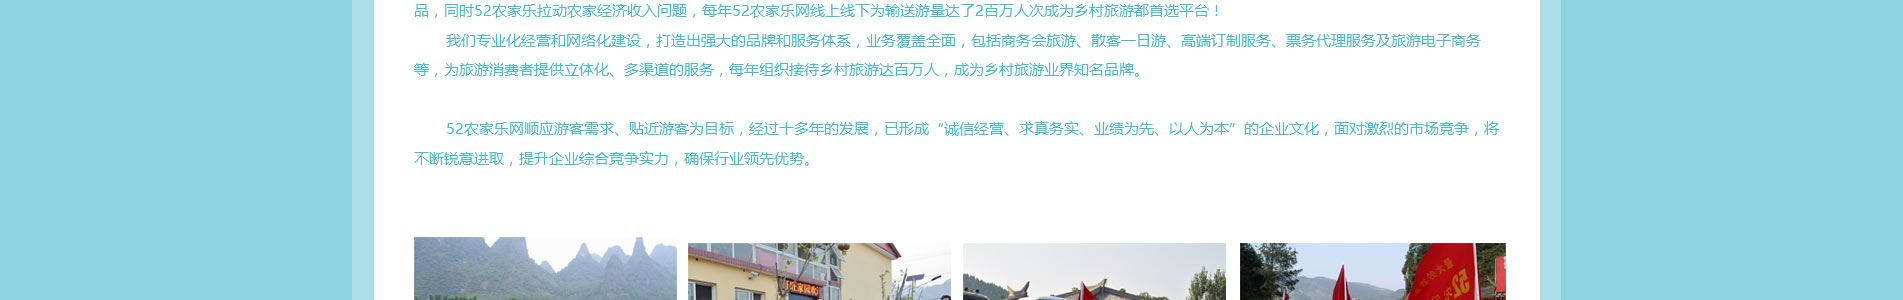 品，同时52农家乐拉动农家经济收入问题，每年52农家乐网线上线下为输送游量达了2百万人次成为乡村旅游都首选平台！
我们专业化经营和网络化建设，打造出强大的品牌和服务体系，业务覆盖全面，包括商务会旅游、散客一日游、高端订制服务、票务代理服务及旅游电子商务
等，为旅游消费者提供立体化、多渠道的服务，每年组织接待乡村旅游达百万人，成为乡村旅游业界知名品牌。
52农家乐网顺应游客需求、贴近游客为目标，经过十多年的发展，已形成“诚信经营、求真务实、业绩为先、以人为本”的企业文化，面对激烈的市场竞争，将
不断锐意进取，提升企业综合竞争实力，确保行业领先优势。
52